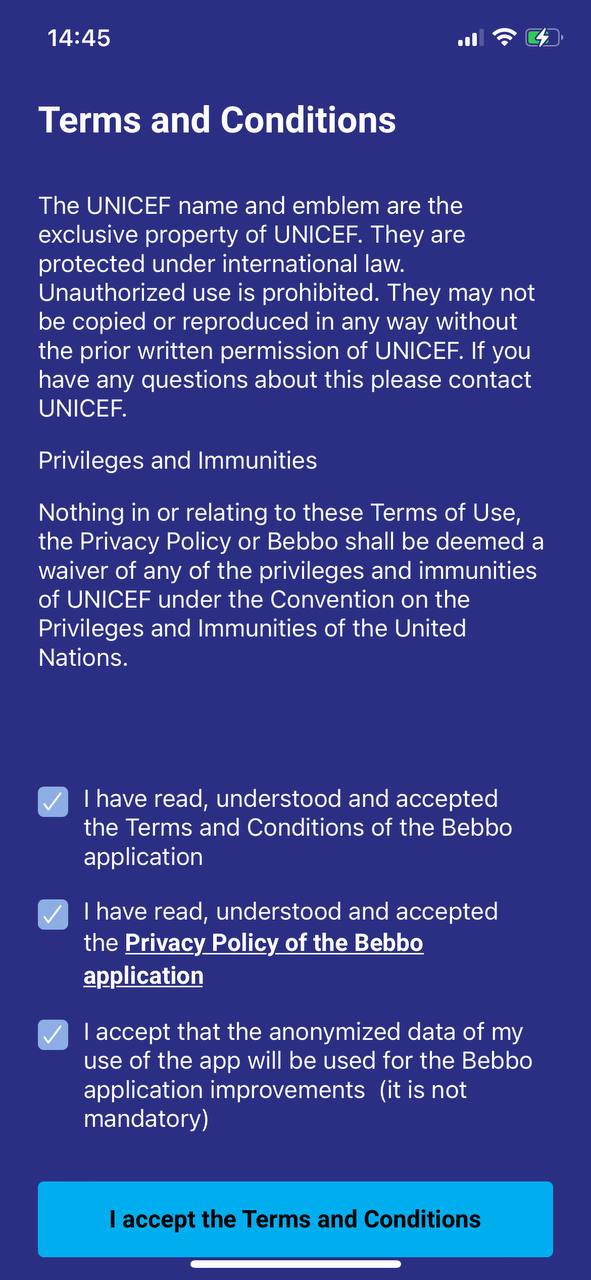 14:45
Terms and Conditions
The UNICEF name and emblem are the
exclusive property of UNICEF. They are
protected under international law.
Unauthorized use is prohibited. They may not
be copied or reproduced in any way without
the prior written permission of UNICEF. If you
have any questions about this please contact
UNICEF.
Privileges and Immunities
Nothing in or relating to these Terms of Use,
the Privacy Policy or Bebbo shall be deemed a
waiver of any of the privileges and immunities
of UNICEF under the Convention on the
Privileges and Immunities of the United
Nations.
I have read, understood and accepted
the Terms and Conditions of the Bebbo
application
I have read, understood and accepted
the Privacy Policy of the Bebbo
application
I accept that the anonymized data of my
use of the app will be used for the Bebbo
application improvements  (it is not
mandatory)
I accept the Terms and Conditions